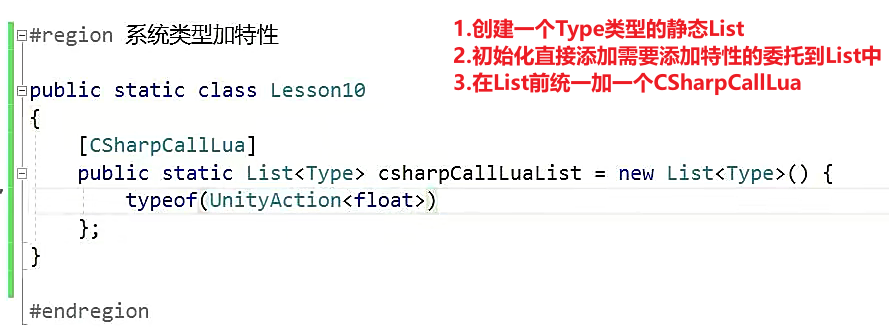 #region 系统类型加特性
1.创建一个Type类型的静态List
2.初始化直接添加需要添加特性的委托到List中
3.在List前统一加一个CSharpCallLua
public static class Lesson10
{
[CSharpCallLua]
public static List<Type> csharpCallLuaList = new List<Type>() {
typeof(UnityAction<float>)
};
}
#endregion